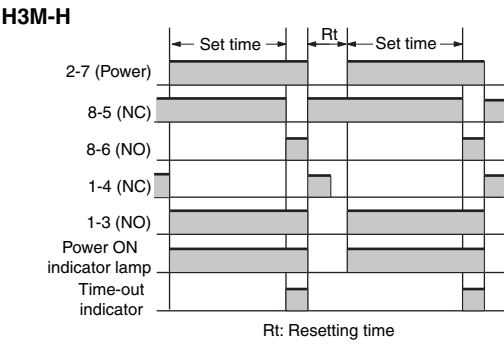 H3M-H
Rt
Set time
Set time
2-7 (Power)
8-5 (NC)
8-6 (NO)
1-4 (NC)
1-3 (NO)
Power ON
indicator lamp
Time-out
indicator
Rt: Resetting time